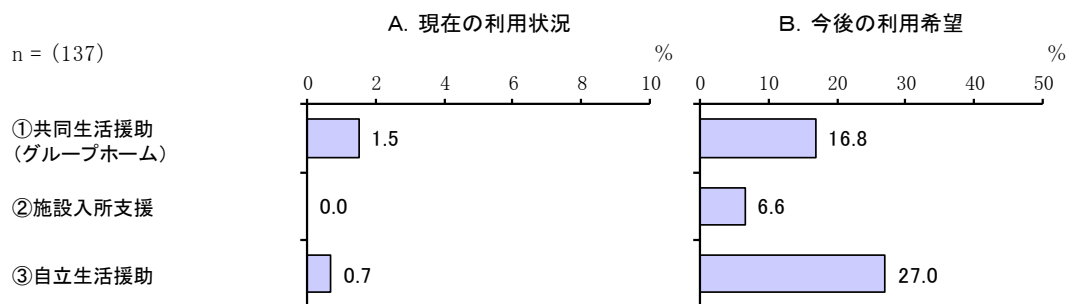 A. 現在の利用状況
B. 今後の利用希望
n = (137)
%
%
0 2 4 6 8 10
0 10 20 30 40 50
①共同生活援助
（グループホーム）
1.5
16.8
②施設入所支援
0.0
6.6
③自立生活援助
0.7
27.0